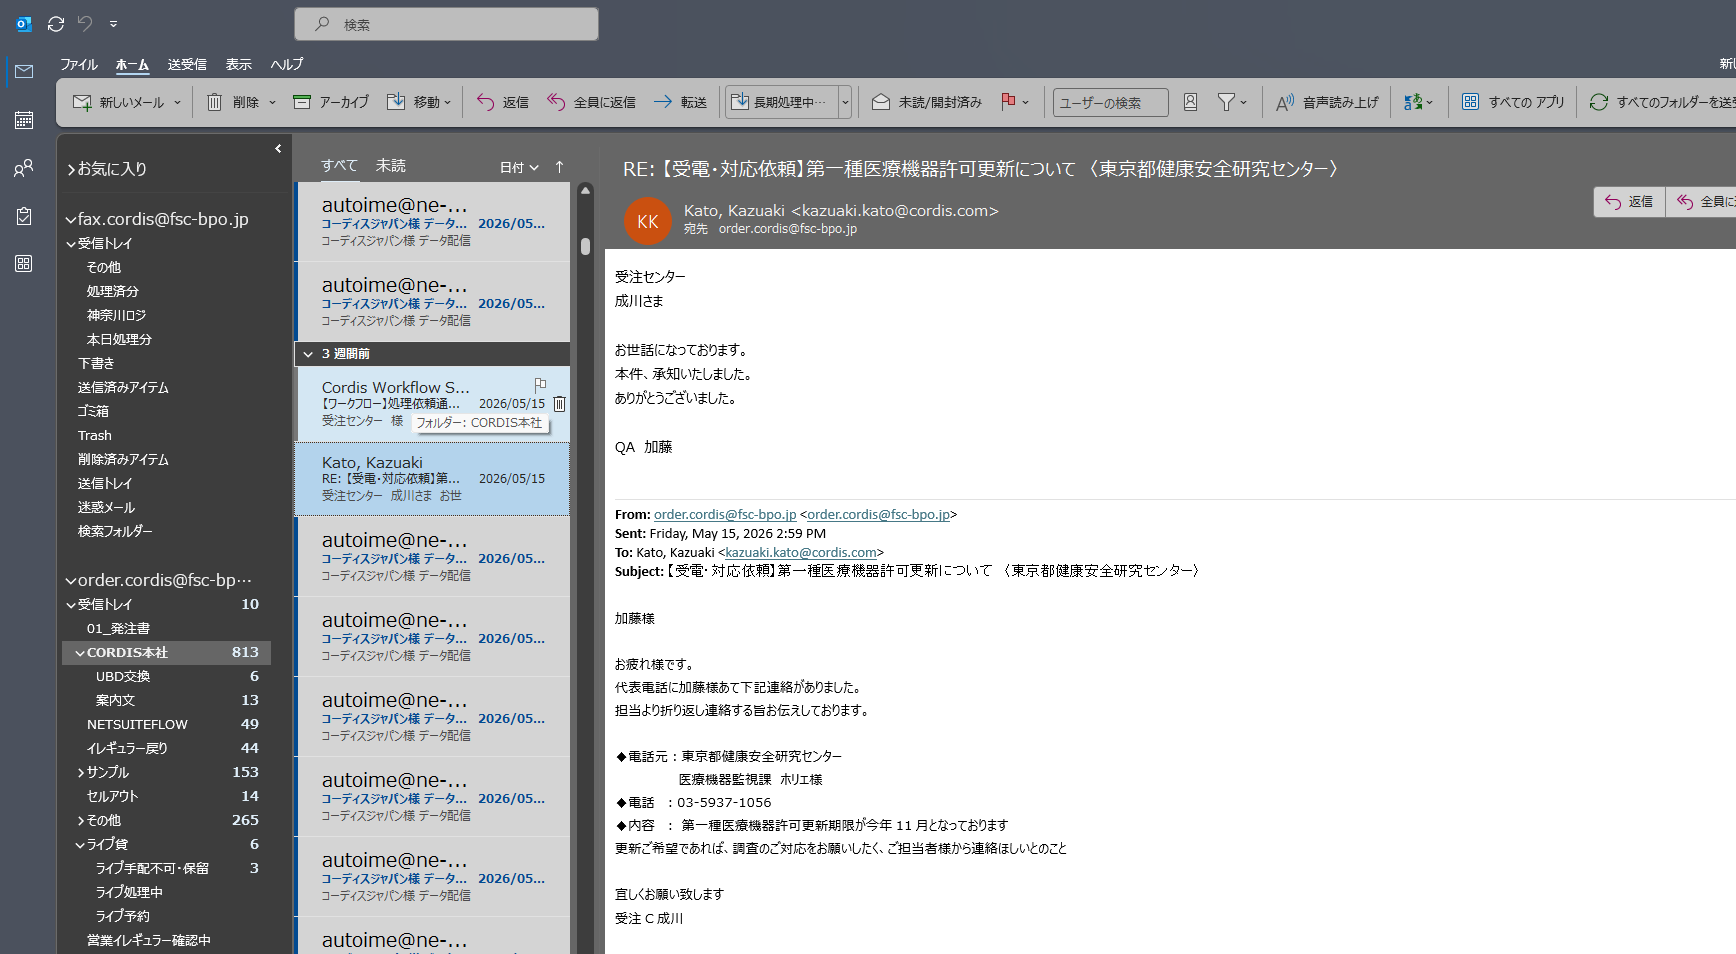 検索
ファイル ホーム 送受信 表示 ヘルプ
新しいメール 削除 アーカイブ 移動 返信 全員に返信 転送 長期処理中… 未読/開封済み ユーザーの検索 音声読み上げ すべての アプリ すべてのフォルダーを送
お気に入り
fax.cordis@fsc-bpo.jp
受信トレイ
その他
処理済分
神奈川ロジ
本日処理分
下書き
送信済みアイテム
ゴミ箱
Trash
削除済みアイテム
送信トレイ
迷惑メール
検索フォルダー
order.cordis@fsc-bp…
受信トレイ 10
01_発注書
CORDIS本社 813
UBD交換 6
案内文 13
NETSUITEFLOW 49
イレギュラー戻り 44
サンプル 153
セルアウト 14
その他 265
ライブ貸 6
ライブ手配不可・保留 3
ライブ処理中
ライブ予約
営業イレギュラー確認中
すべて 未読 日付
autoime@ne-...
コーディスジャパン様 データ... 2026/05...
コーディスジャパン様 データ配信
autoime@ne-...
コーディスジャパン様 データ... 2026/05...
コーディスジャパン様 データ配信
3 週間前
Cordis Workflow S...
【ワークフロー】処理依頼通... 2026/05/15
受注センター 様
フォルダー: CORDIS本社
Kato, Kazuaki
RE: 【受電・対応依頼】第... 2026/05/15
受注センター 成川さま お世
autoime@ne-...
コーディスジャパン様 データ... 2026/05...
コーディスジャパン様 データ配信
autoime@ne-...
コーディスジャパン様 データ... 2026/05...
コーディスジャパン様 データ配信
autoime@ne-...
コーディスジャパン様 データ... 2026/05...
コーディスジャパン様 データ配信
autoime@ne-...
コーディスジャパン様 データ... 2026/05...
コーディスジャパン様 データ配信
autoime@ne-...
コーディスジャパン様 データ... 2026/05...
コーディスジャパン様 データ配信
autoime@ne-...
RE: 【受電・対応依頼】第一種医療機器許可更新について 〈東京都健康安全研究センター〉
KK
Kato, Kazuaki <kazuaki.kato@cordis.com>
宛先 order.cordis@fsc-bpo.jp
返信 全員に
受注センター
成川さま
お世話になっております。
本件、承知いたしました。
ありがとうございました。
QA 加藤
From: order.cordis@fsc-bpo.jp <order.cordis@fsc-bpo.jp>
Sent: Friday, May 15, 2026 2:59 PM
To: Kato, Kazuaki <kazuaki.kato@cordis.com>
Subject: 【受電・対応依頼】第一種医療機器許可更新について 〈東京都健康安全研究センター〉
加藤様
お疲れ様です。
代表電話に加藤様あて下記連絡がありました。
担当より折り返し連絡する旨お伝えしております。
◆電話元：東京都健康安全研究センター
医療機器監視課 ホリエ様
◆電話 ：03-5937-1056
◆内容 ： 第一種医療機器許可更新期限が今年 11 月となっております
更新ご希望であれば、調査のご対応をお願いしたく、ご担当者様から連絡ほしいとのこと
宜しくお願い致します
受注 C 成川